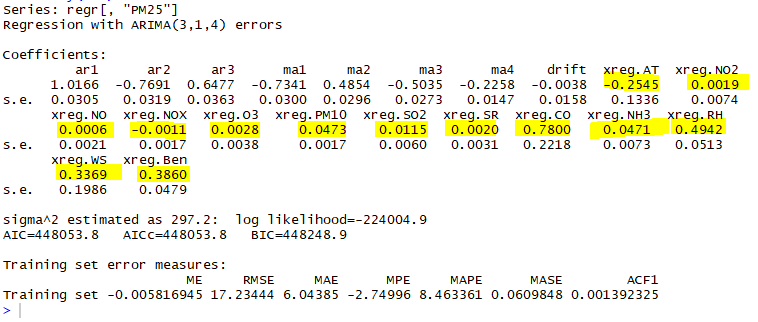 Series: regr[, "PM25"]
Regression with ARIMA(3,1,4) errors
Coefficients:
ar1 ar2 ar3 ma1 ma2 ma3 ma4 drift xreg.AT xreg.NO2
1.0166 -0.7691 0.6477 -0.7341 0.4854 -0.5035 -0.2258 -0.0038 -0.2545 0.0019
s.e. 0.0305 0.0319 0.0363 0.0300 0.0296 0.0273 0.0147 0.0158 0.1336 0.0074
xreg.NO xreg.NOX xreg.O3 xreg.PM10 xreg.SO2 xreg.SR xreg.CO xreg.NH3 xreg.RH
0.0006 -0.0011 0.0028 0.0473 0.0115 0.0020 0.7800 0.0471 0.4942
s.e. 0.0021 0.0017 0.0038 0.0017 0.0060 0.0031 0.2218 0.0073 0.0513
xreg.WS xreg.Ben
0.3369 0.3860
s.e. 0.1986 0.0479
sigma^2 estimated as 297.2: log likelihood=-224004.9
AIC=448053.8 AICc=448053.8 BIC=448248.9
Training set error measures:
ME RMSE MAE MPE MAPE MASE ACF1
Training set -0.005816945 17.23444 6.04385 -2.74996 8.463361 0.0609848 0.001392325
>